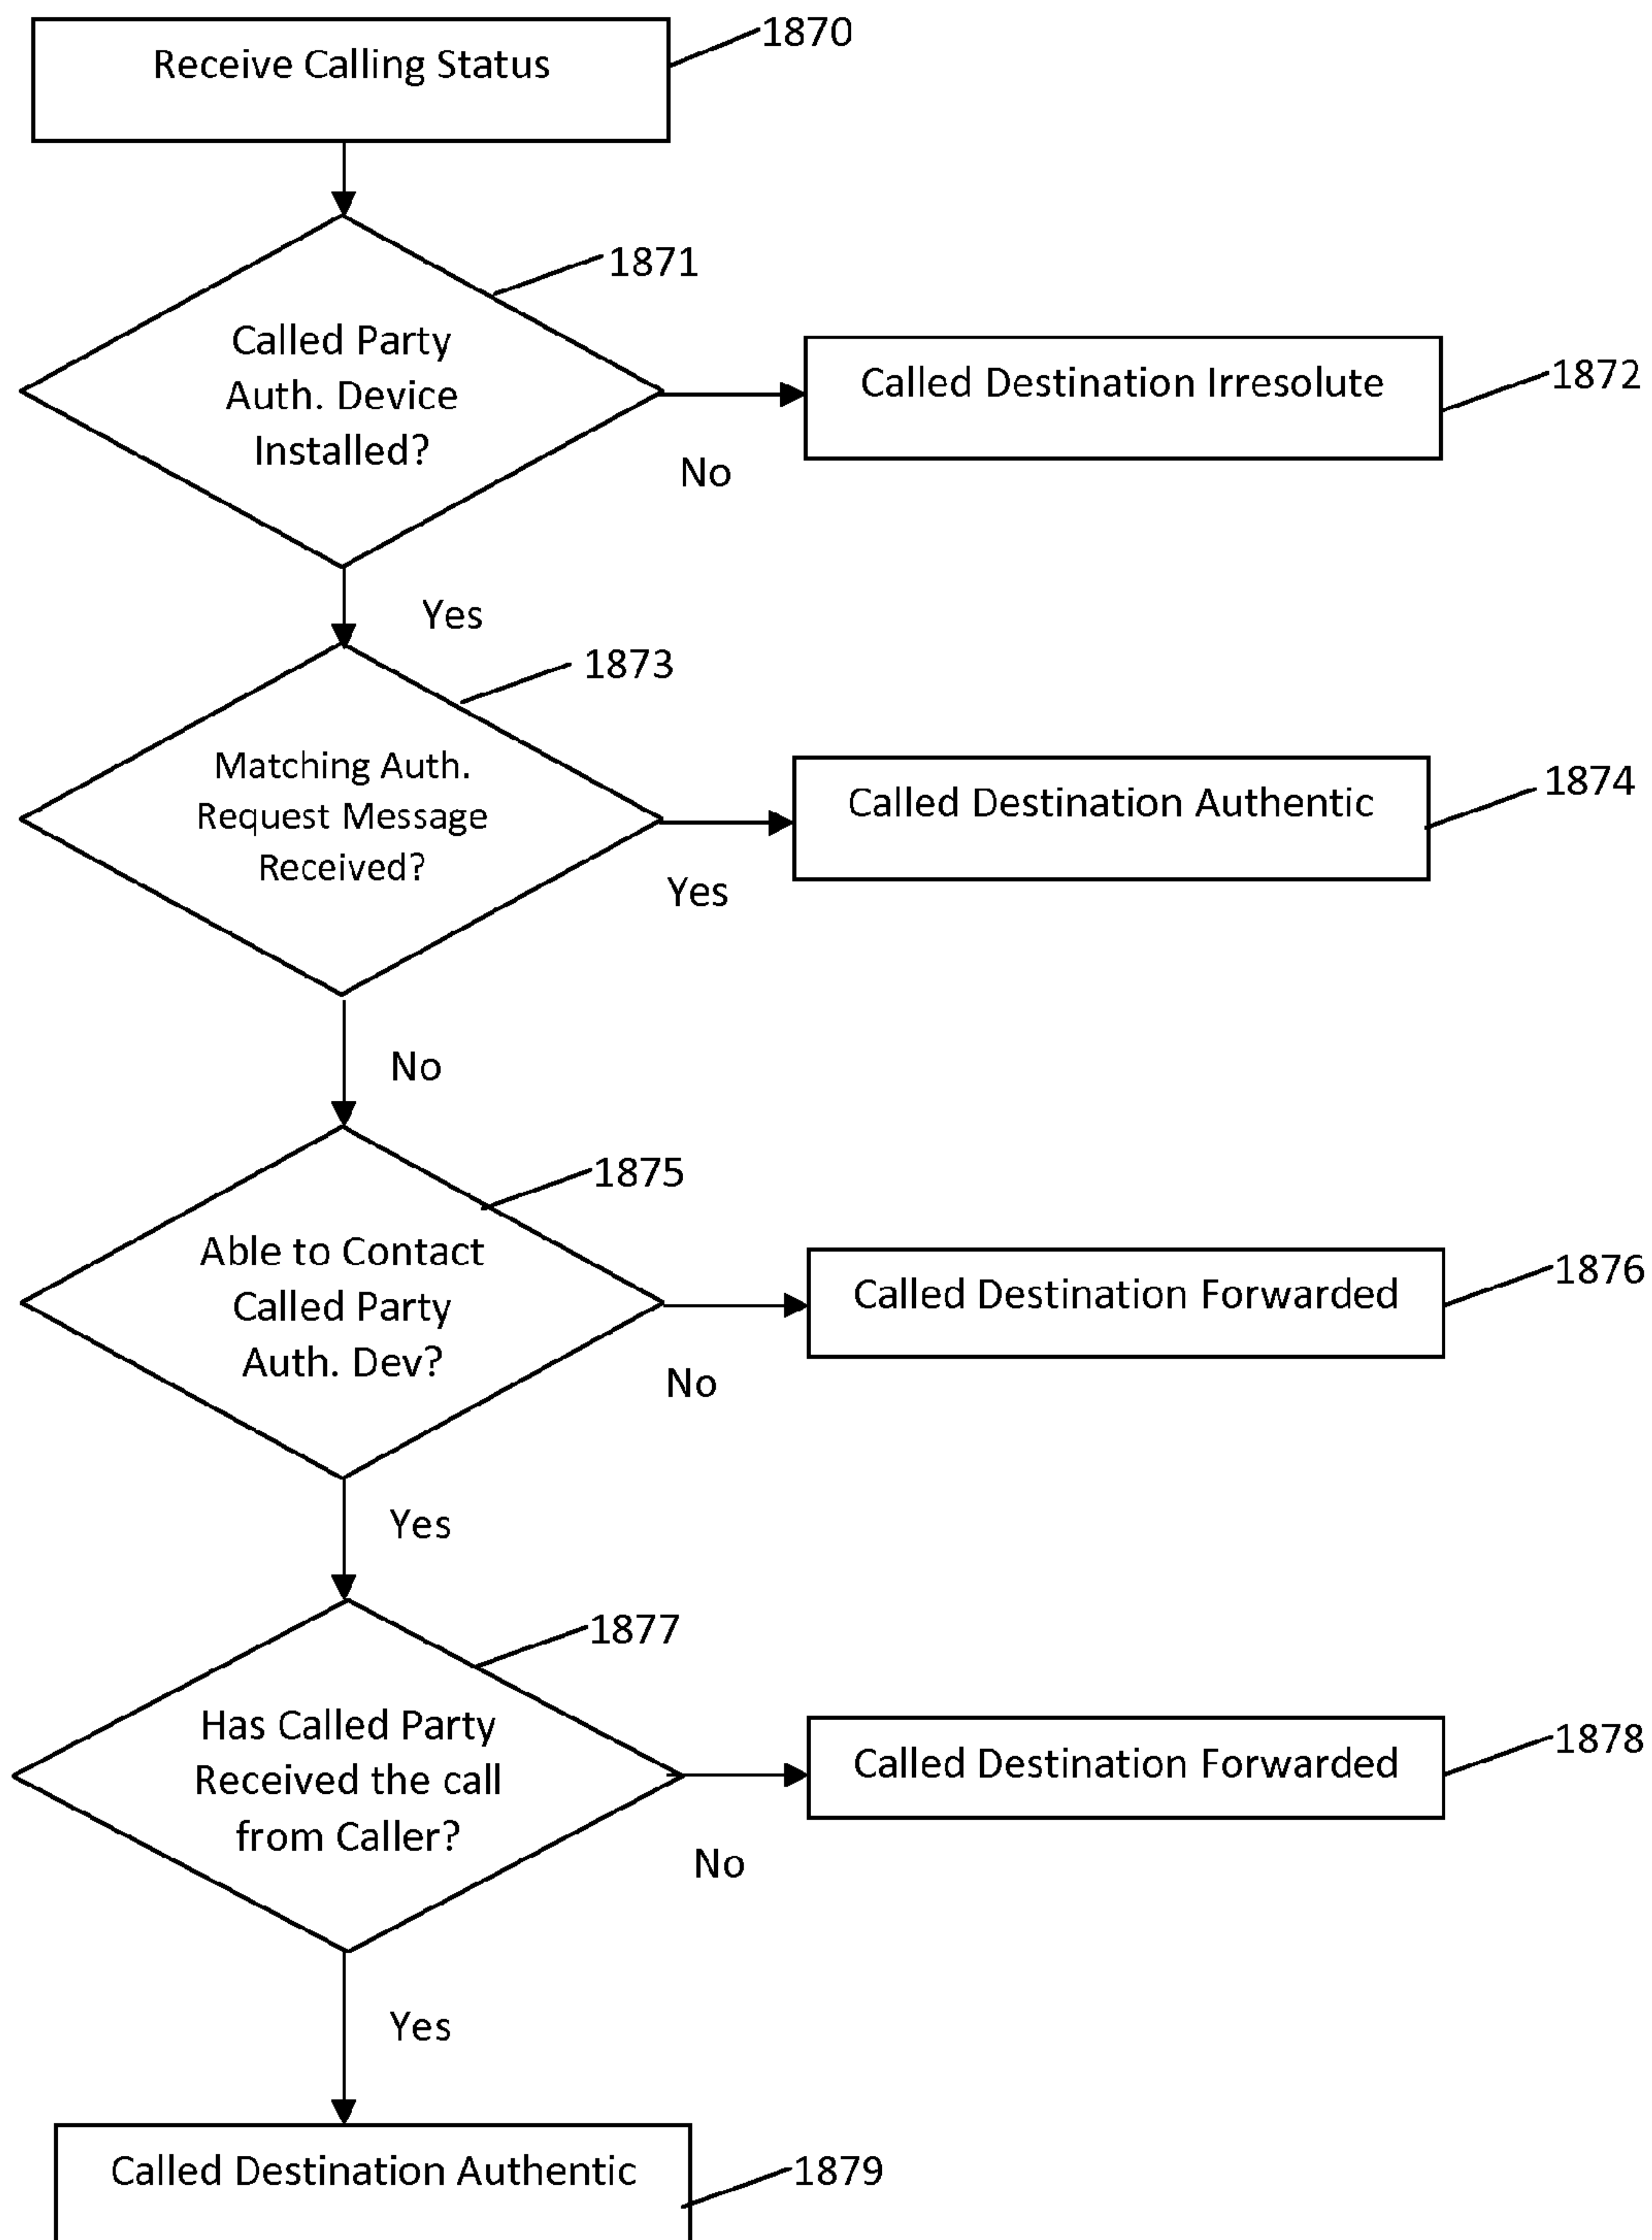 Receive Calling Status
1870
1871
Called Party
Auth. Device
Installed?
Called Destination Irresolute
1872
No
Yes
1873
Matching Auth.
Request Message
Received?
Called Destination Authentic
1874
Yes
No
1875
Able to Contact
Called Party
Auth. Dev?
Called Destination Forwarded
1876
No
Yes
1877
Has Called Party
Received the call
from Caller?
Called Destination Forwarded
1878
No
Yes
Called Destination Authentic
1879